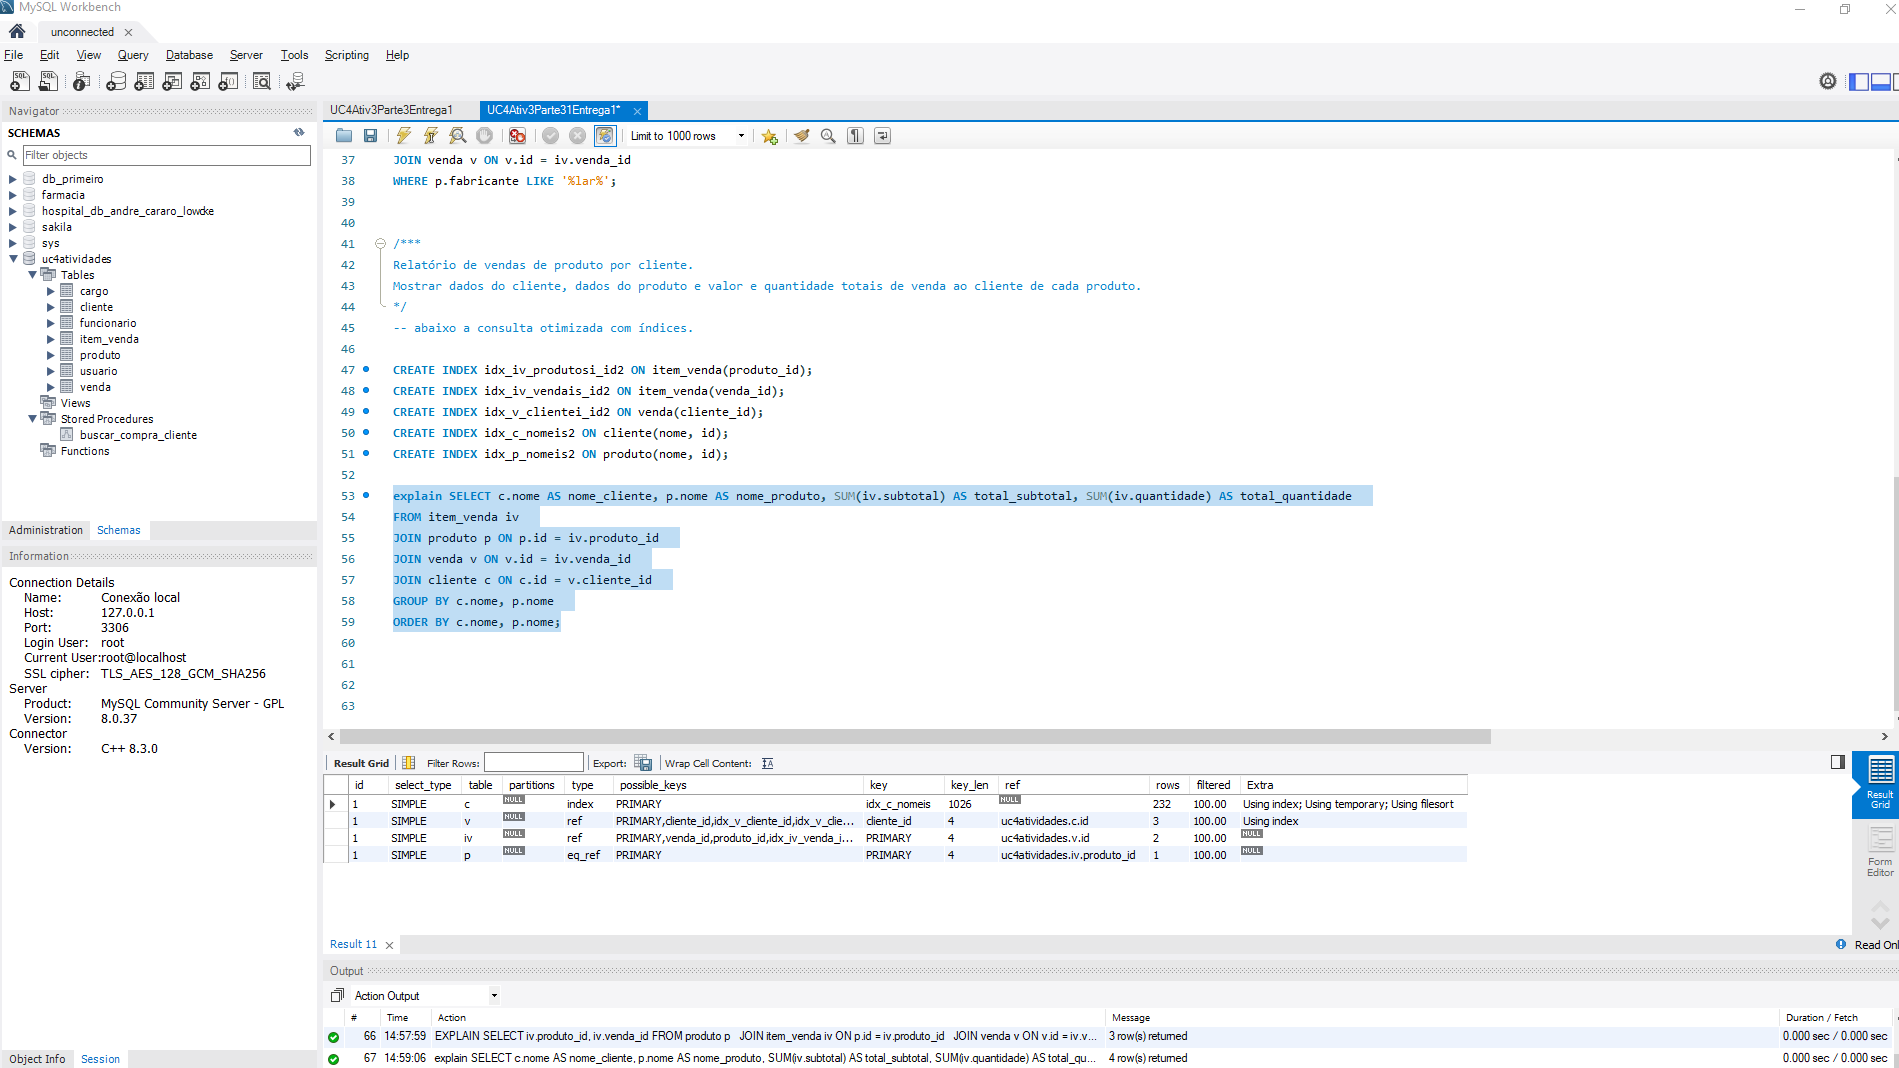 MySQL Workbench
unconnected
File Edit View Query Database Server Tools Scripting Help
Navigator
SCHEMAS
Filter objects
db_primeiro
farmacia
hospital_db_andre_cararo_lowcke
sakila
sys
uc4atividades
Tables
cargo
cliente
funcionario
item_venda
produto
usuario
venda
Views
Stored Procedures
buscar_compra_cliente
Functions
Administration Schemas
Information
Connection Details
Name: Conexão local
Host: 127.0.0.1
Port: 3306
Login User: root
Current User:root@localhost
SSL cipher: TLS_AES_128_GCM_SHA256
Server
Product: MySQL Community Server - GPL
Version: 8.0.37
Connector
Version: C++ 8.3.0
Object Info Session
UC4Ativ3Parte3Entrega1 UC4Ativ3Parte31Entrega1*
Limit to 1000 rows
37 JOIN venda v ON v.id = iv.venda_id
38 WHERE p.fabricante LIKE '%lar%';
39
40
41 /***
42 Relatório de vendas de produto por cliente.
43 Mostrar dados do cliente, dados do produto e valor e quantidade totais de venda ao cliente de cada produto.
44 */
45 -- abaixo a consulta otimizada com índices.
46
47 CREATE INDEX idx_iv_produtosi_id2 ON item_venda(produto_id);
48 CREATE INDEX idx_iv_vendais_id2 ON item_venda(venda_id);
49 CREATE INDEX idx_v_clientei_id2 ON venda(cliente_id);
50 CREATE INDEX idx_c_nomeis2 ON cliente(nome, id);
51 CREATE INDEX idx_p_nomeis2 ON produto(nome, id);
52
53 explain SELECT c.nome AS nome_cliente, p.nome AS nome_produto, SUM(iv.subtotal) AS total_subtotal, SUM(iv.quantidade) AS total_quantidade
54 FROM item_venda iv
55 JOIN produto p ON p.id = iv.produto_id
56 JOIN venda v ON v.id = iv.venda_id
57 JOIN cliente c ON c.id = v.cliente_id
58 GROUP BY c.nome, p.nome
59 ORDER BY c.nome, p.nome;
60
61
62
63
Result Grid Filter Rows: Export: Wrap Cell Content:
id select_type table partitions type possible_keys key key_len ref rows filtered Extra
1 SIMPLE c NULL index PRIMARY idx_c_nomeis 1026 NULL 232 100.00 Using index; Using temporary; Using filesort
1 SIMPLE v NULL ref PRIMARY,cliente_id,idx_v_cliente_id,idx_v_clie... cliente_id 4 uc4atividades.c.id 3 100.00 Using index
1 SIMPLE iv NULL ref PRIMARY,venda_id,produto_id,idx_iv_venda_i... PRIMARY 4 uc4atividades.v.id 2 100.00 NULL
1 SIMPLE p NULL eq_ref PRIMARY PRIMARY 4 uc4atividades.iv.produto_id 1 100.00 NULL
Result
Grid
Form
Editor
Result 11
Read Onl
Output
Action Output
# Time Action Message Duration / Fetch
66 14:57:59 EXPLAIN SELECT iv.produto_id, iv.venda_id FROM produto p JOIN item_venda iv ON p.id = iv.produto_id JOIN venda v ON v.id = iv.v... 3 row(s) returned 0.000 sec / 0.000 sec
67 14:59:06 explain SELECT c.nome AS nome_cliente, p.nome AS nome_produto, SUM(iv.subtotal) AS total_subtotal, SUM(iv.quantidade) AS total_qu... 4 row(s) returned 0.000 sec / 0.000 sec